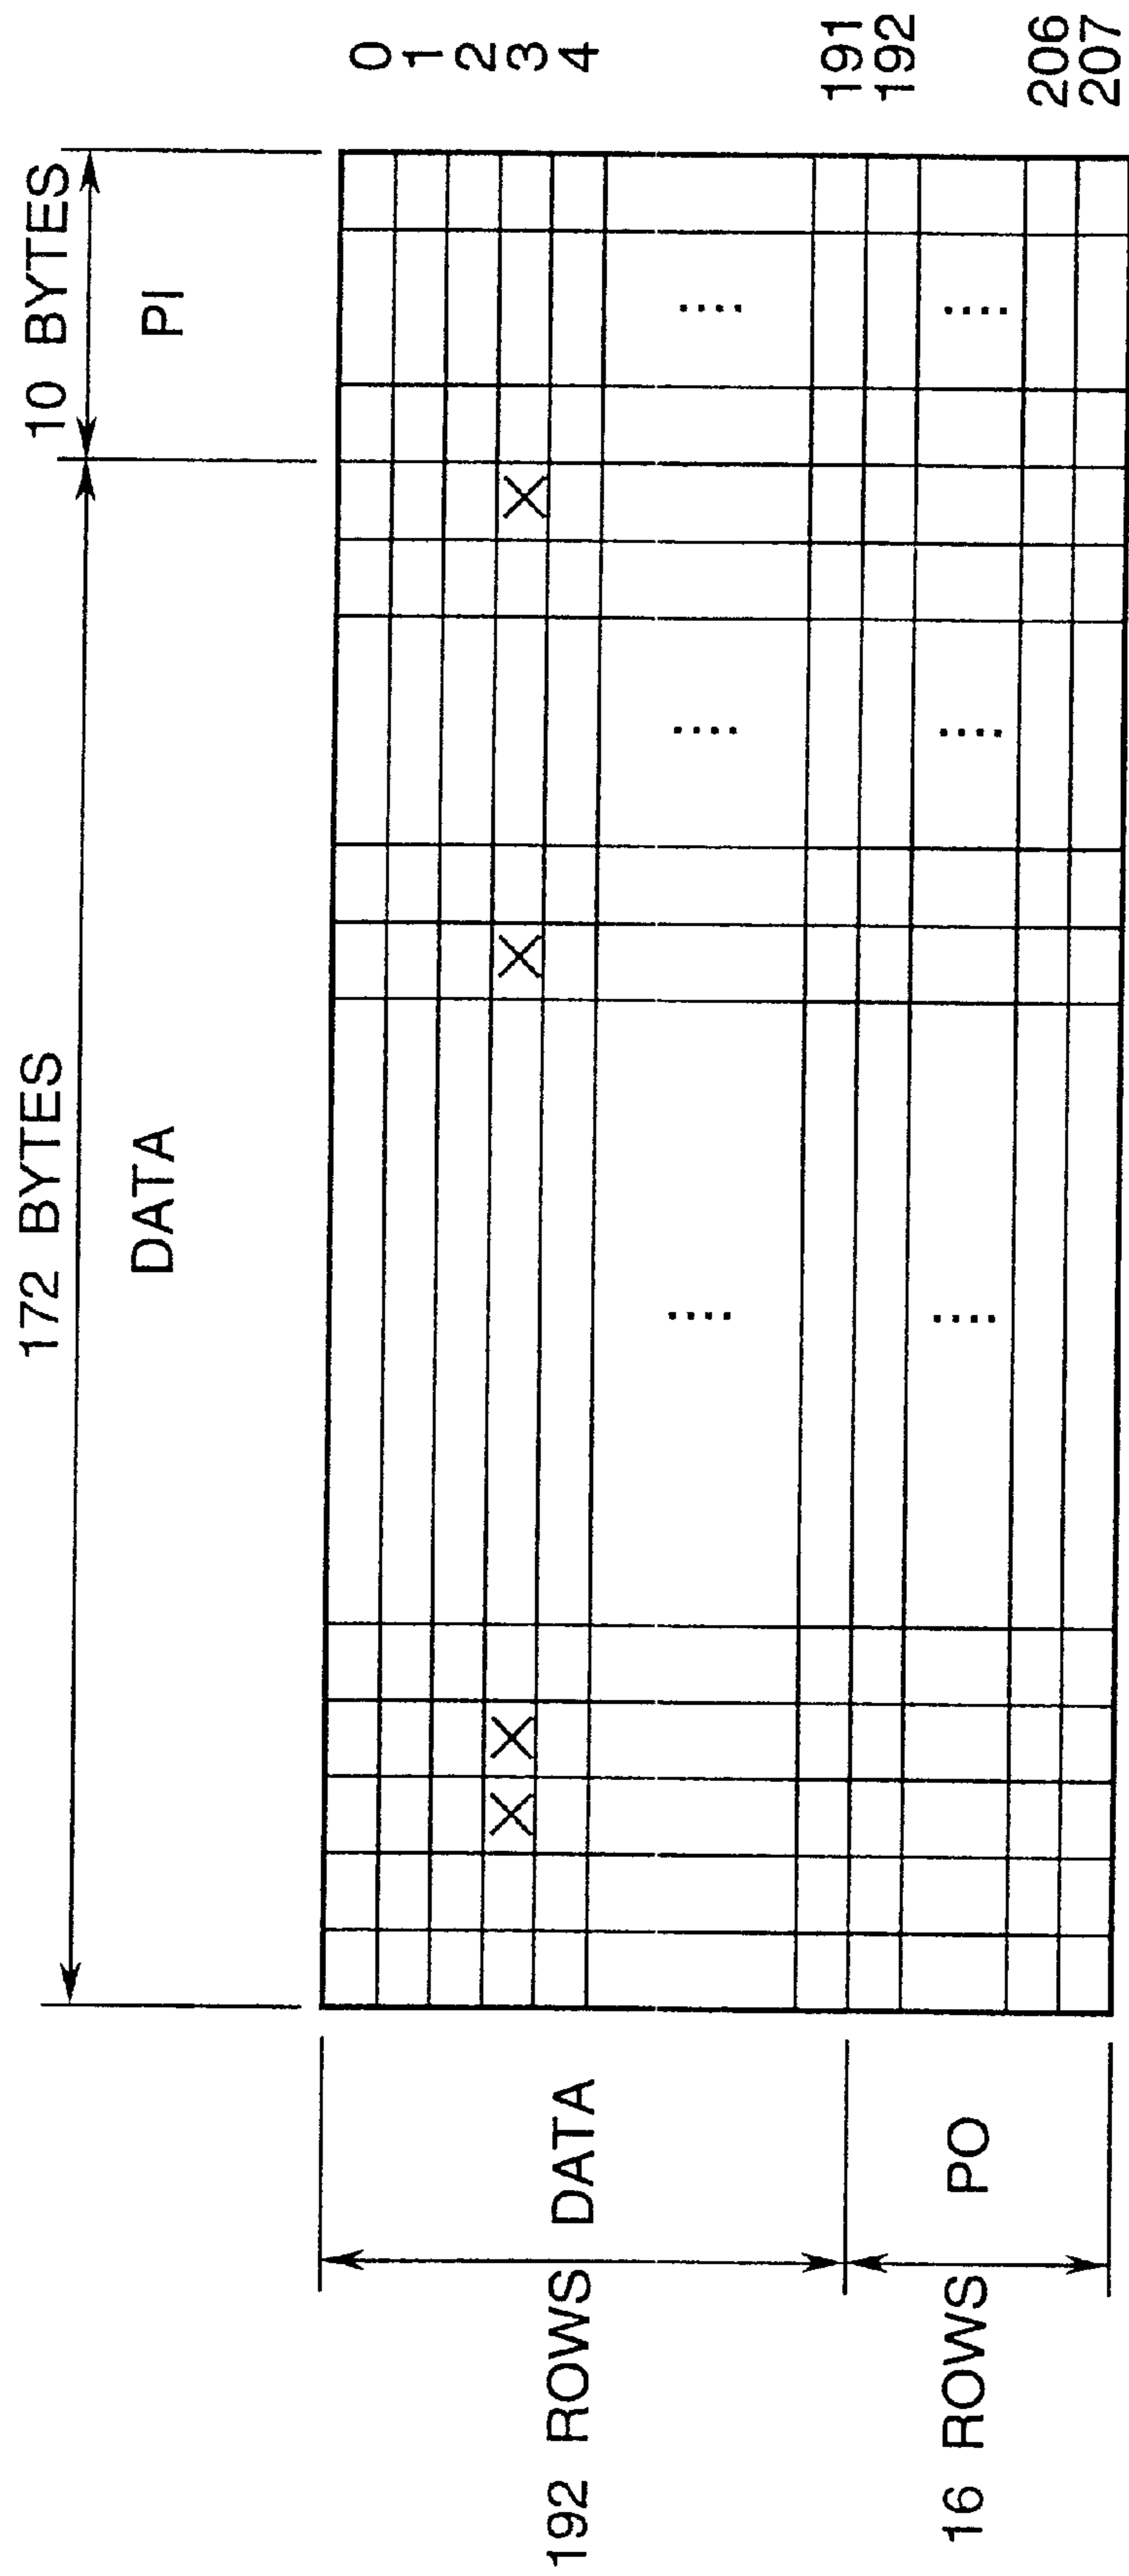 172 BYTES
10 BYTES
DATA
PI
192 ROWS
DATA
16 ROWS
PO
0
1
2
3
4
191
192
206
207